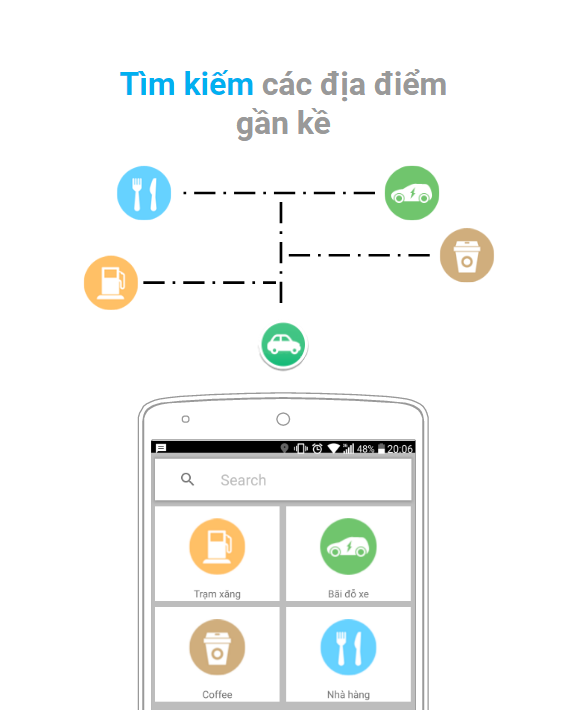 Tìm kiếm các địa điểm
gần kề
48% 20:06
Search
Trạm xăng
Bãi đỗ xe
Coffee
Nhà hàng